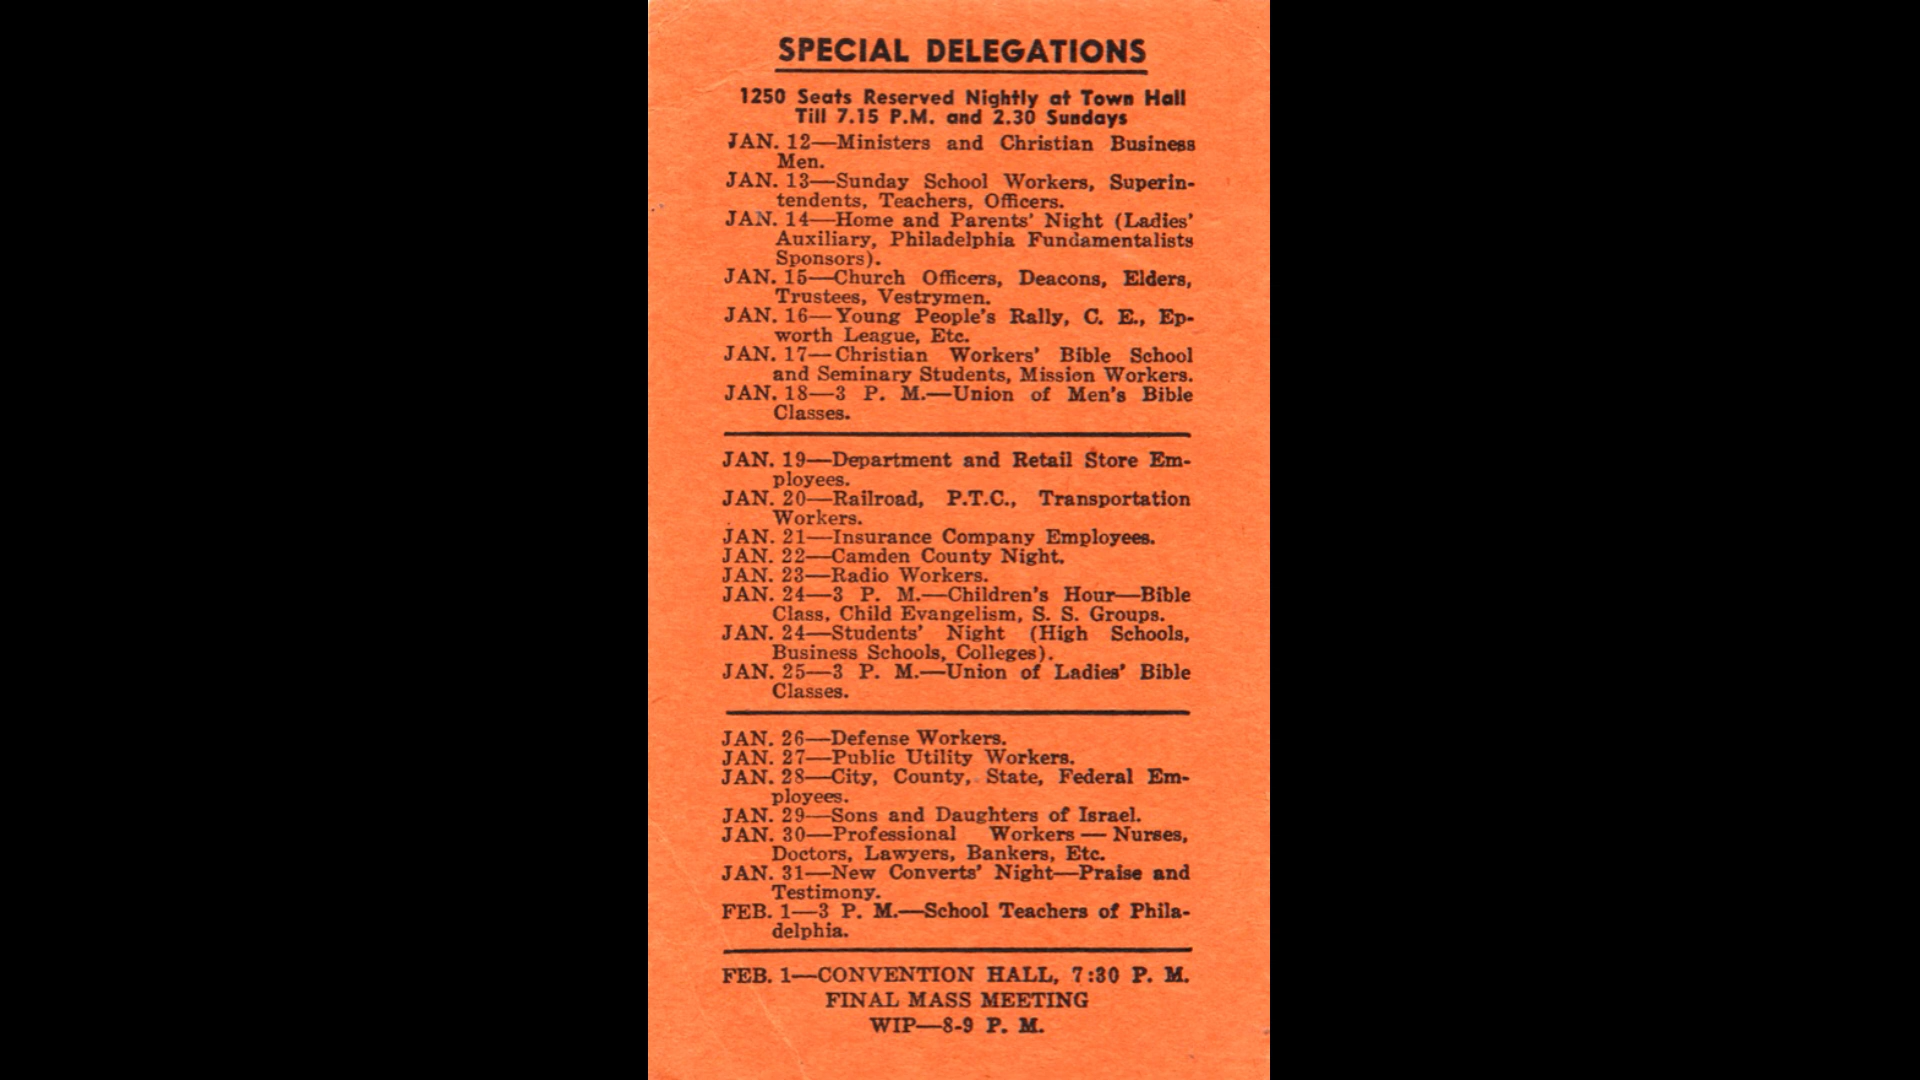 SPECIAL DELEGATIONS
1250 Seats Reserved Nightly at Town Hall
Till 7.15 P.M. and 2.30 Sundays
JAN. 12—Ministers and Christian Business
Men.
JAN. 13—Sunday School Workers, Superin-
tendents, Teachers, Officers.
JAN. 14—Home and Parents' Night (Ladies'
Auxiliary, Philadelphia Fundamentalists
Sponsors).
JAN. 15—Church Officers, Deacons, Elders,
Trustees, Vestrymen.
JAN. 16—Young People's Rally, C. E., Ep-
worth League, Etc.
JAN. 17—Christian Workers' Bible School
and Seminary Students, Mission Workers.
JAN. 18—3 P. M.—Union of Men's Bible
Classes.
JAN. 19—Department and Retail Store Em-
ployees.
JAN. 20—Railroad, P.T.C., Transportation
Workers.
JAN. 21—Insurance Company Employees.
JAN. 22—Camden County Night.
JAN. 23—Radio Workers.
JAN. 24—3 P. M.—Children's Hour—Bible
Class, Child Evangelism, S. S. Groups.
JAN. 24—Students' Night (High Schools,
Business Schools, Colleges).
JAN. 25—3 P. M.—Union of Ladies' Bible
Classes.
JAN. 26—Defense Workers.
JAN. 27—Public Utility Workers.
JAN. 28—City, County, State, Federal Em-
ployees.
JAN. 29—Sons and Daughters of Israel.
JAN. 30—Professional Workers — Nurses,
Doctors, Lawyers, Bankers, Etc.
JAN. 31—New Converts' Night—Praise and
Testimony.
FEB. 1—3 P. M.—School Teachers of Phila-
delphia.
FEB. 1—CONVENTION HALL, 7:30 P. M.
FINAL MASS MEETING
WIP—8-9 P. M.